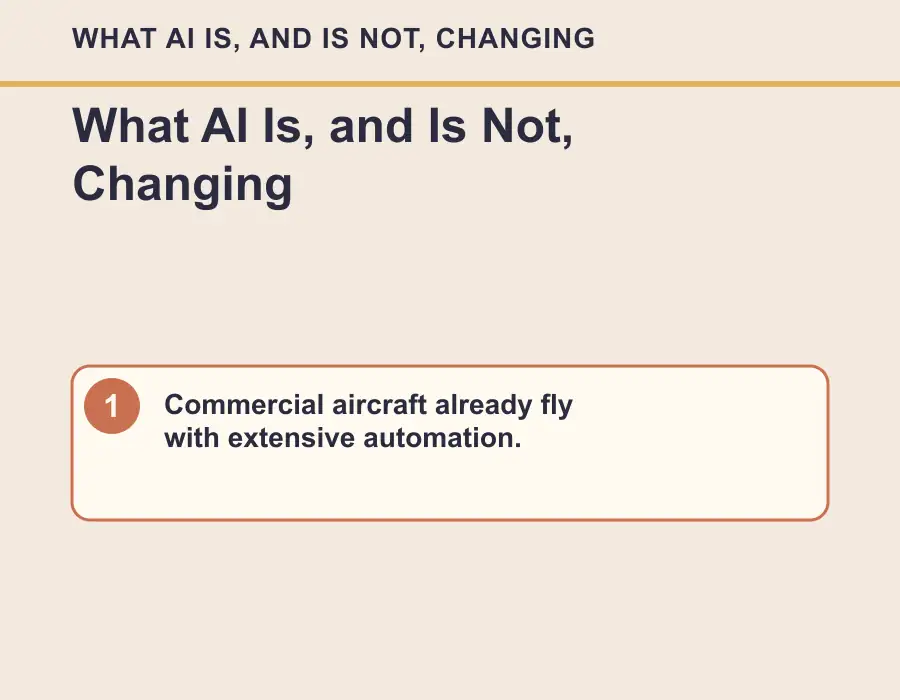 WHAT AI IS, AND IS NOT, CHANGING
What AI Is, and Is Not,
Changing
1
Commercial aircraft already fly
with extensive automation.